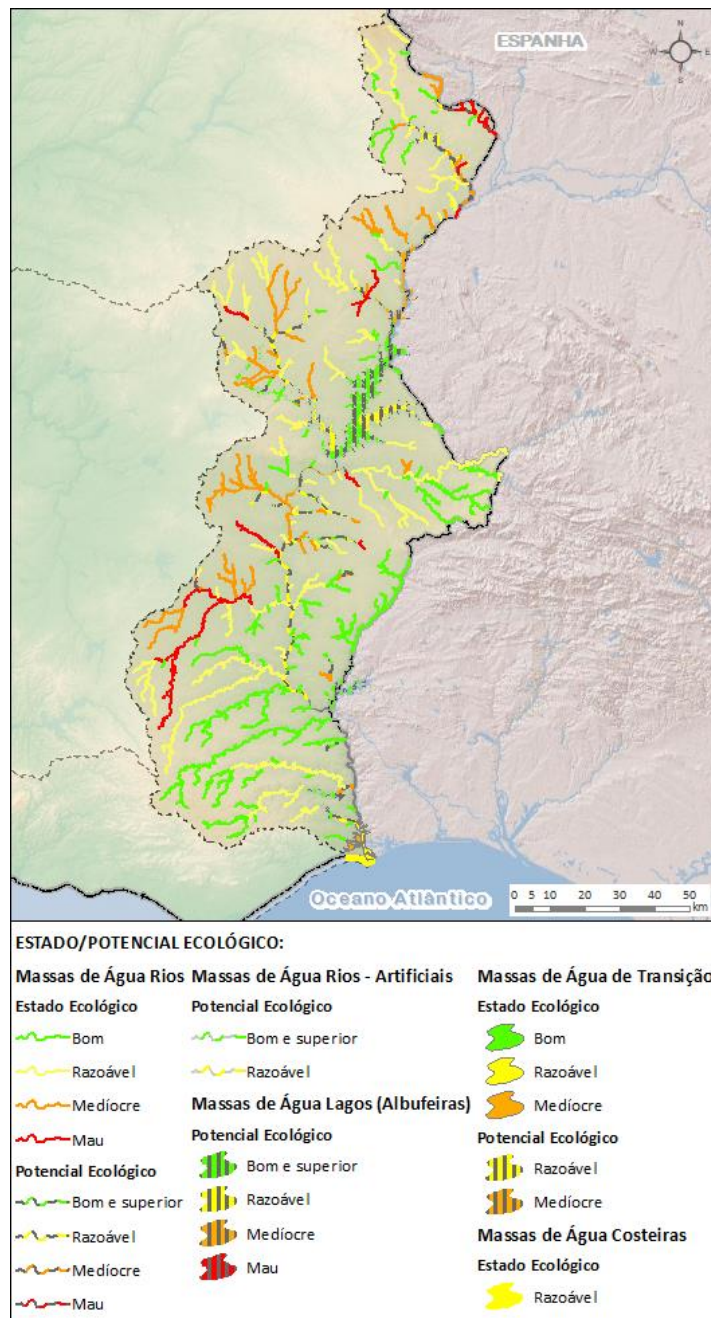 ESPANHA
N
W E
S
Oceano Atlântico
0 5 10 20 30 40 50
km
ESTADO/POTENCIAL ECOLÓGICO:
Massas de Água Rios
Estado Ecológico
Bom
Razoável
Medíocre
Mau
Potencial Ecológico
Bom e superior
Razoável
Medíocre
Mau
Massas de Água Rios - Artificiais
Potencial Ecológico
Bom e superior
Razoável
Massas de Água Lagos (Albufeiras)
Potencial Ecológico
Bom e superior
Razoável
Medíocre
Mau
Massas de Água de Transição
Estado Ecológico
Bom
Razoável
Medíocre
Potencial Ecológico
Razoável
Medíocre
Massas de Água Costeiras
Estado Ecológico
Razoável